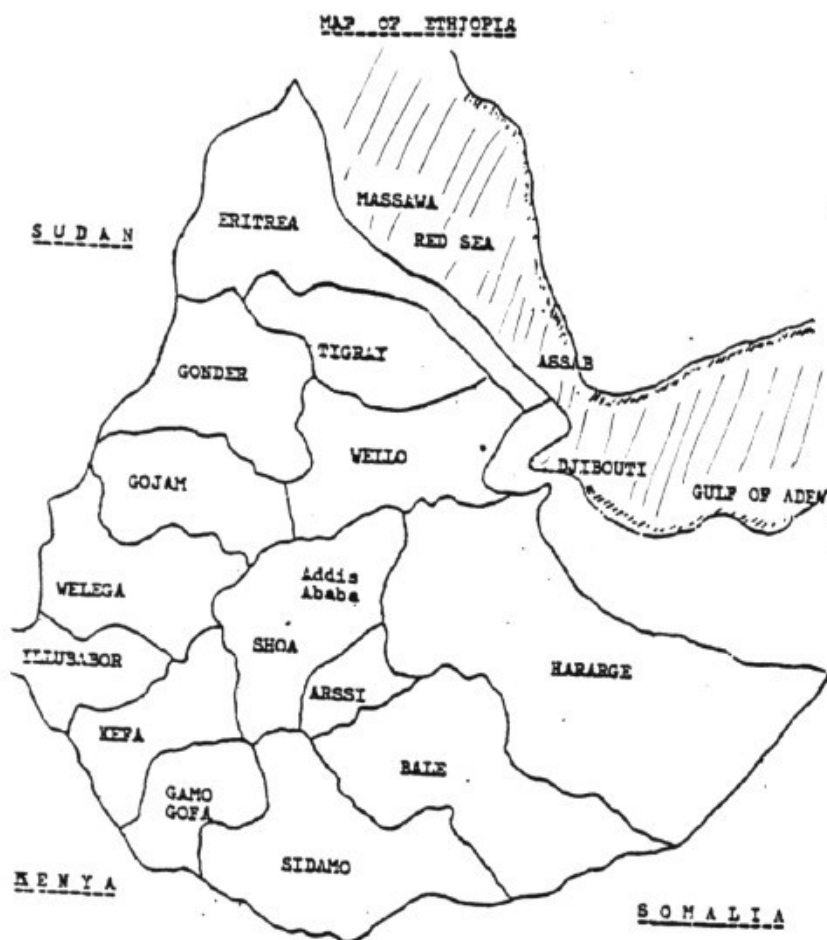 MAP OF ETHIOPIA
MASSAWA
ERITREA
SUDAN
RED SEA
TIGRAY
ASSAB
GONDER
WELLO
DJIBOUTI
GOJAM
GULF OF ADEN
Addis
Ababa
WELEGA
SHOA
ILLUBABOR
HARARGE
ARSSI
KEFA
BALE
GAMO
GOFA
SIDAMO
KENYA
SOMALIA